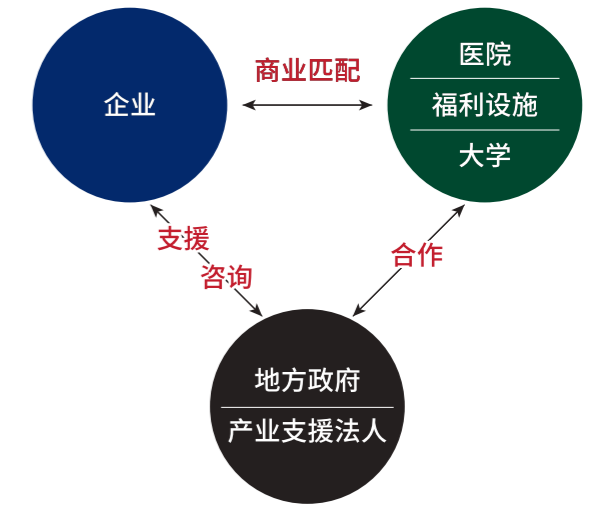 商业匹配
企业
医院
福利设施
大学
支援
咨询
合作
地方政府
产业支援法人